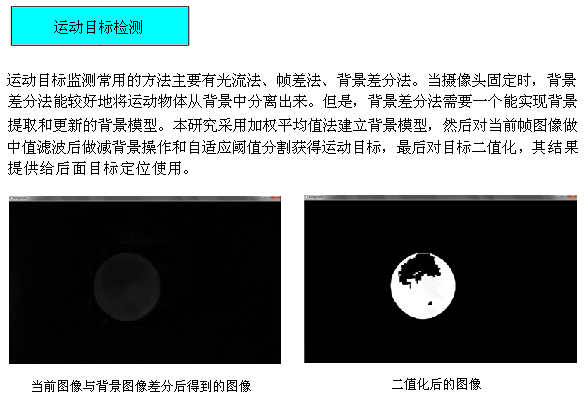 运动目标检测
运动目标监测常用的方法主要有光流法、帧差法、背景差分法。当摄像头固定时，背景
差分法能较好地将运动物体从背景中分离出来。但是，背景差分法需要一个能实现背景
提取和更新的背景模型。本研究采用加权平均值法建立背景模型，然后对当前帧图像做
中值滤波后做减背景操作和自适应阈值分割获得运动目标，最后对目标二值化，其结果
提供给后面目标定位使用。
当前图像与背景图像差分后得到的图像
二值化后的图像